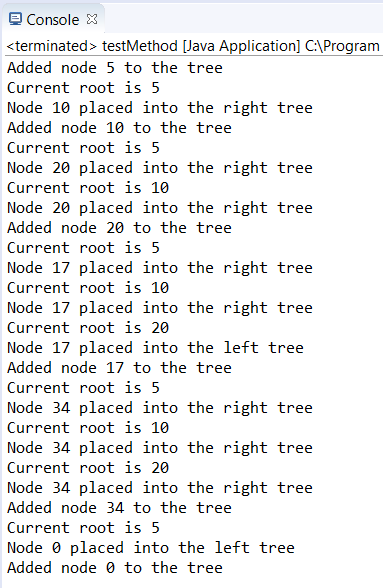 Console
<terminated> testMethod [Java Application] C:\Program
Added node 5 to the tree
Current root is 5
Node 10 placed into the right tree
Added node 10 to the tree
Current root is 5
Node 20 placed into the right tree
Current root is 10
Node 20 placed into the right tree
Added node 20 to the tree
Current root is 5
Node 17 placed into the right tree
Current root is 10
Node 17 placed into the right tree
Current root is 20
Node 17 placed into the left tree
Added node 17 to the tree
Current root is 5
Node 34 placed into the right tree
Current root is 10
Node 34 placed into the right tree
Current root is 20
Node 34 placed into the right tree
Added node 34 to the tree
Current root is 5
Node 0 placed into the left tree
Added node 0 to the tree